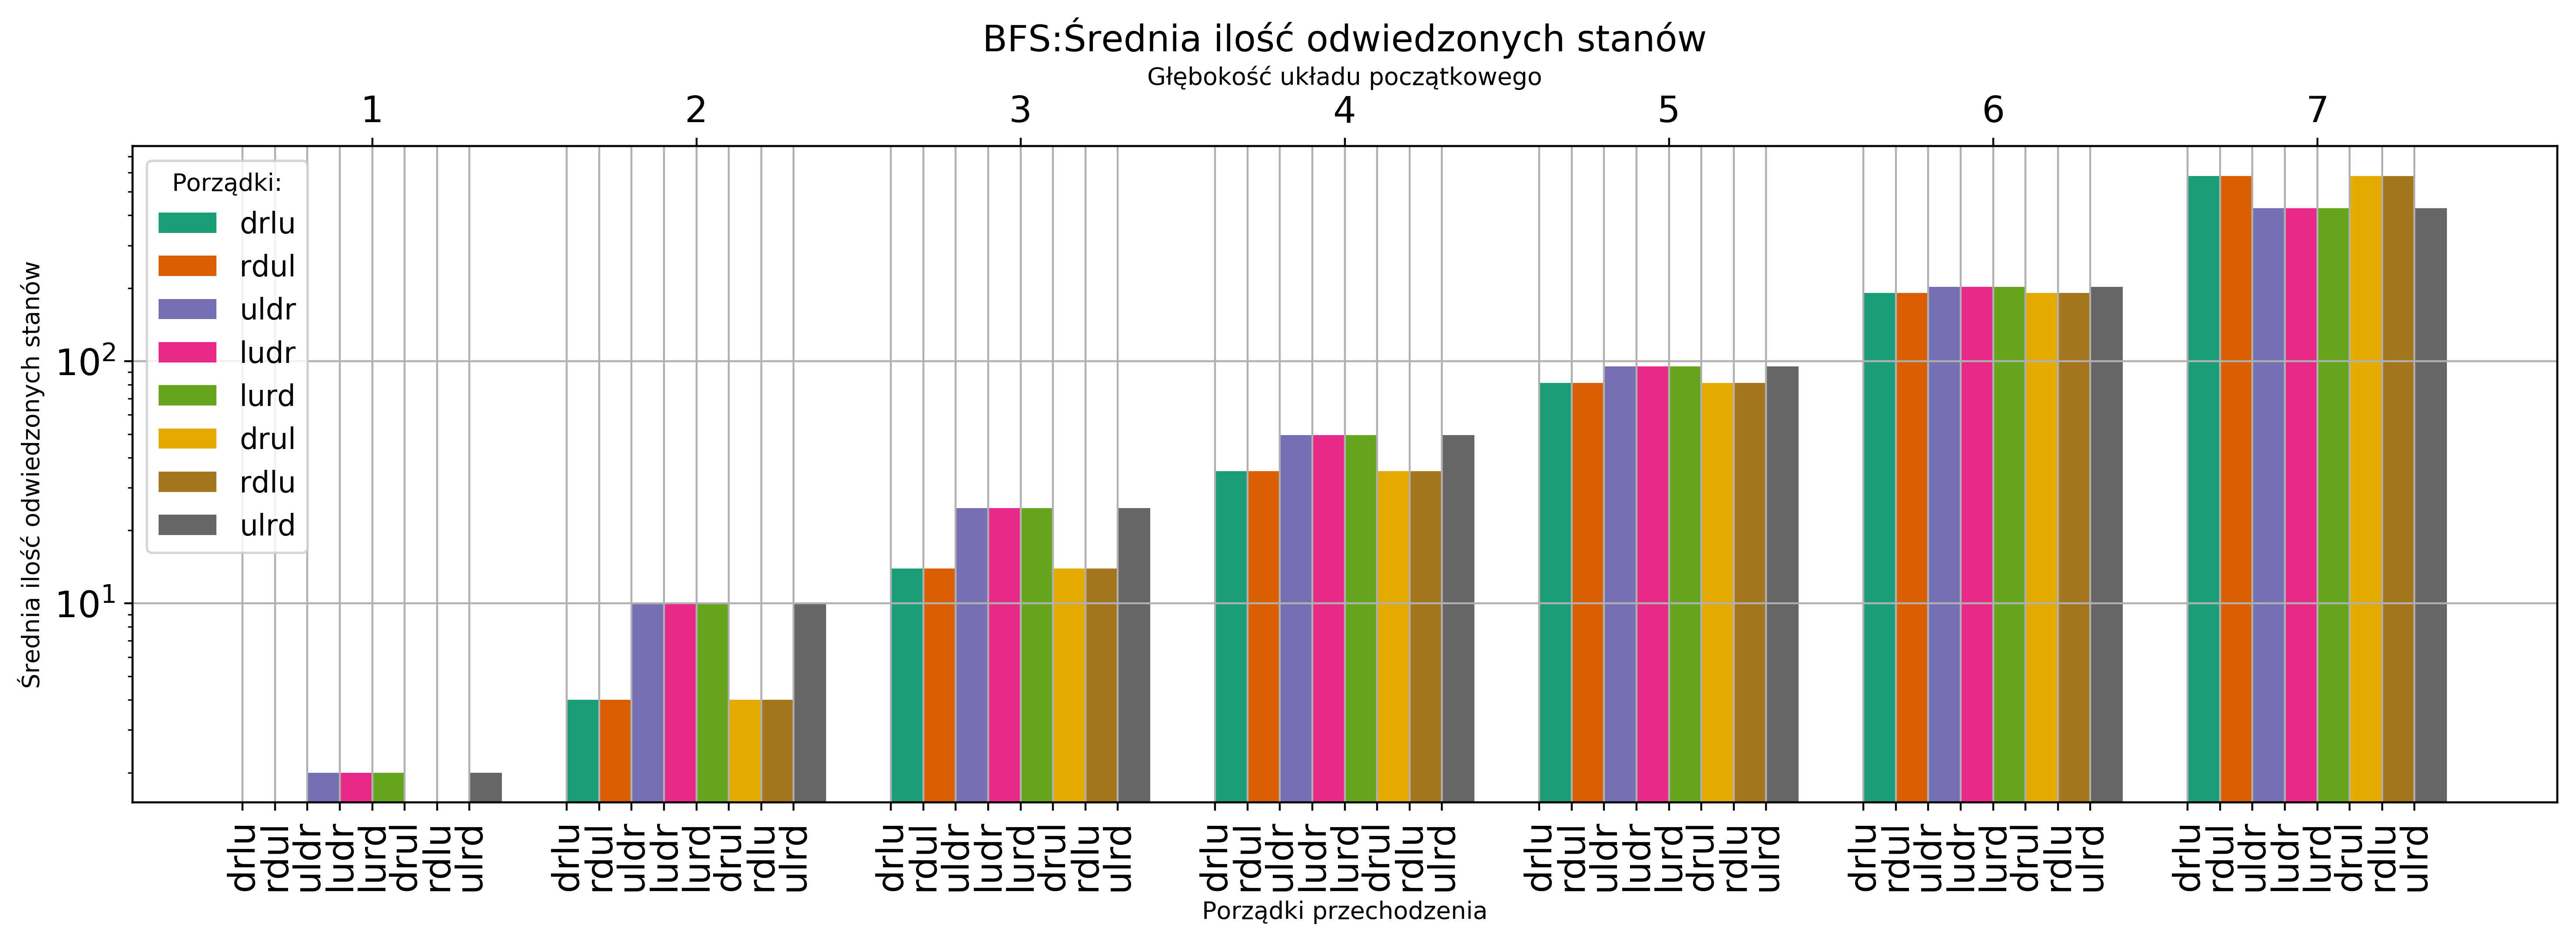 BFS:Średnia ilość odwiedzonych stanów
Głębokość układu początkowego
1 2 3 4 5 6 7
Średnia ilość odwiedzonych stanów
10²
10¹
Porządki:
drlu
rdul
uldr
ludr
lurd
drul
rdlu
ulrd
drlu rdul uldr ludr lurd drul rdlu ulrd drlu rdul uldr ludr lurd drul rdlu ulrd drlu rdul uldr ludr lurd drul rdlu ulrd drlu rdul uldr ludr lurd drul rdlu ulrd drlu rdul uldr ludr lurd drul rdlu ulrd drlu rdul uldr ludr lurd drul rdlu ulrd drlu rdul uldr ludr lurd drul rdlu ulrd
Porządki przechodzenia